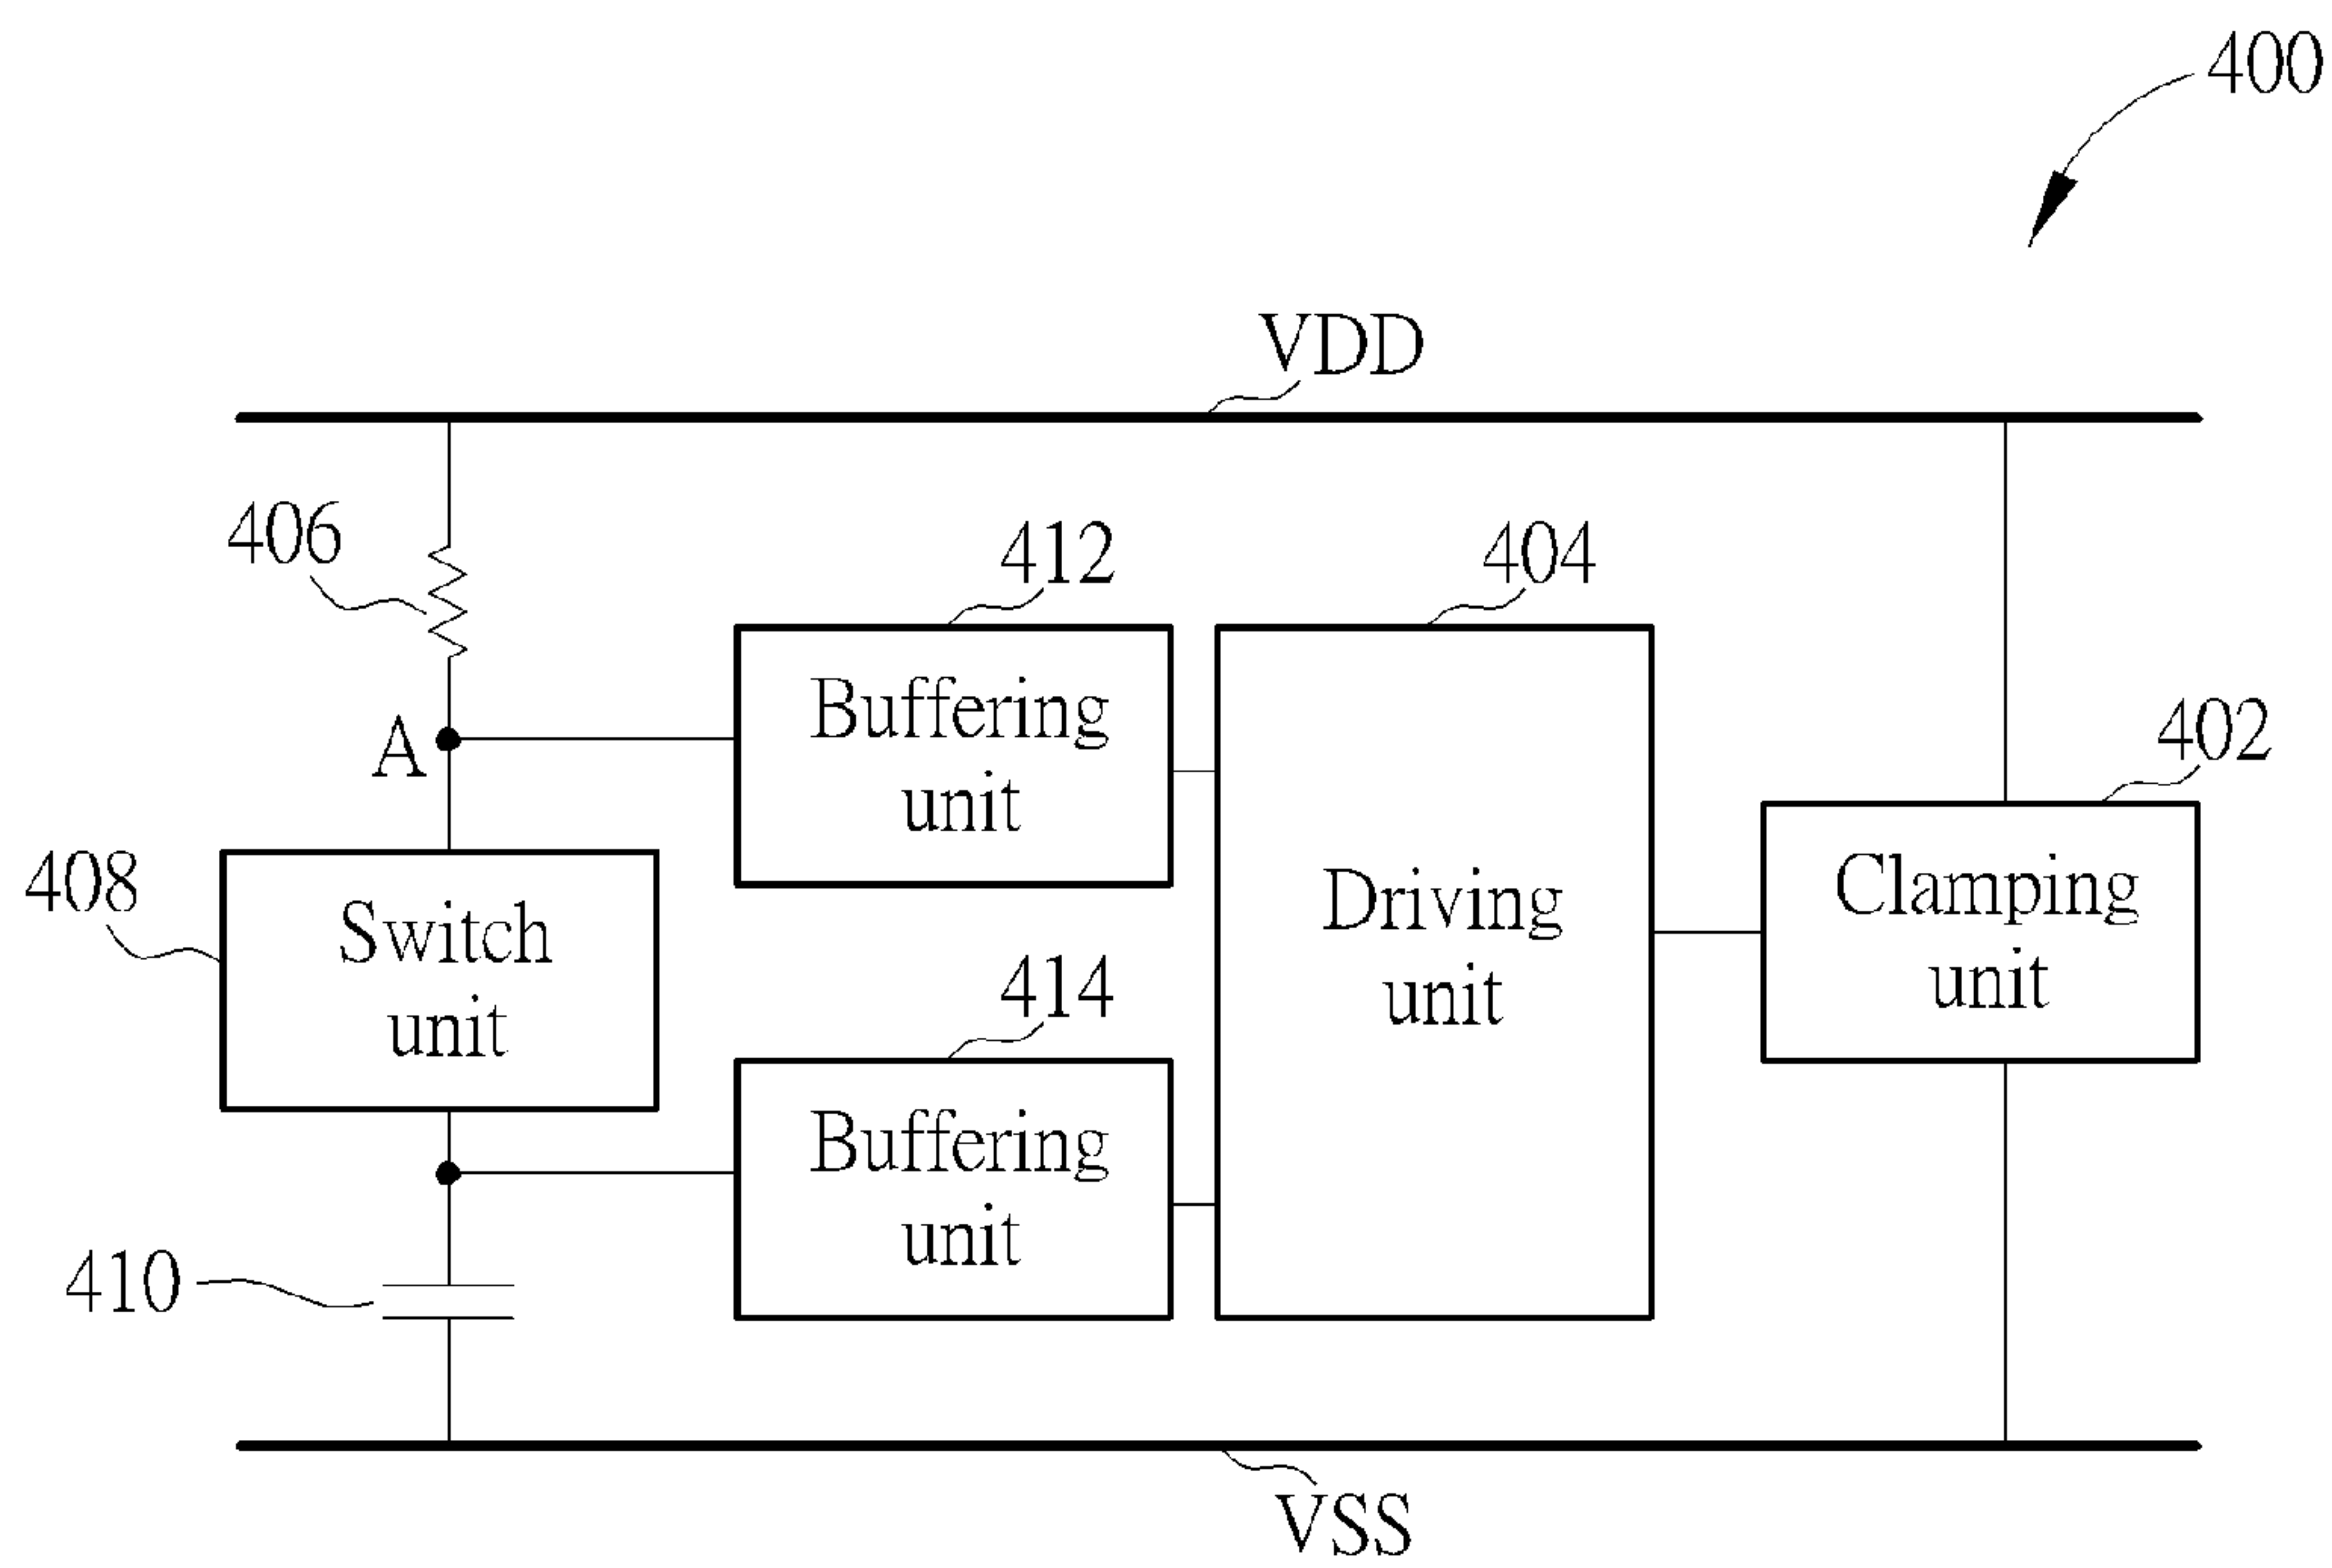 400
VDD
406
412
404
Buffering
unit
402
A
408
Switch
unit
Driving
unit
Clamping
unit
414
Buffering
unit
410
VSS